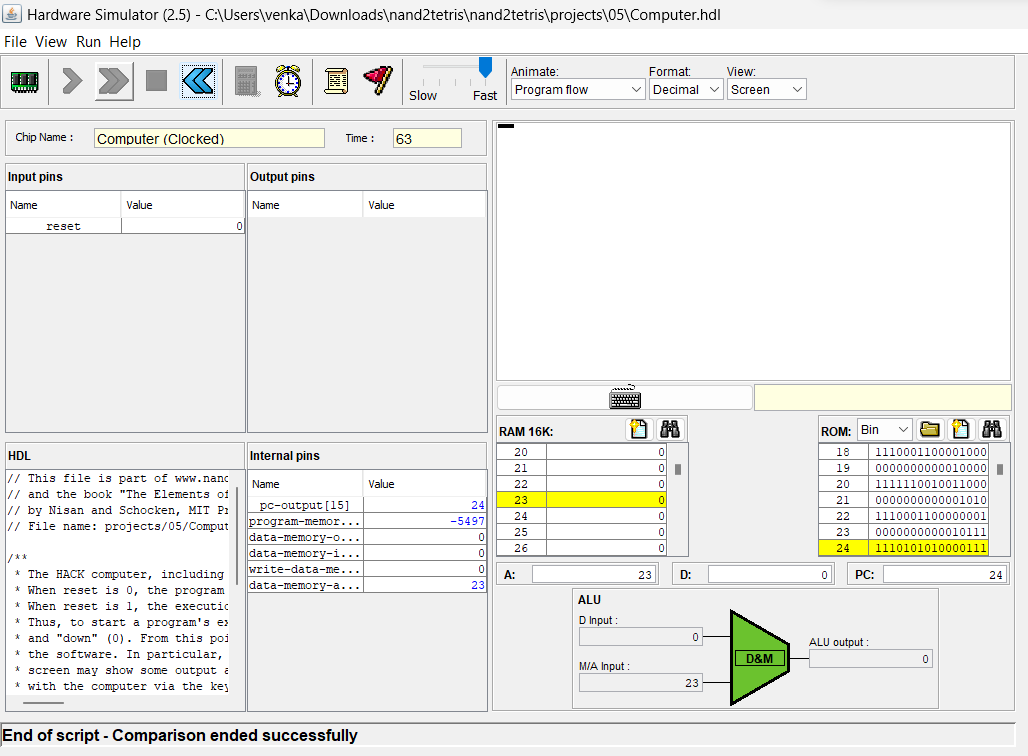 Hardware Simulator (2.5) - C:\Users\venka\Downloads\nand2tetris\nand2tetris\projects\05\Computer.hdl
File View Run Help
Slow Fast
Animate: Format: View:
Program flow Decimal Screen
Chip Name : Computer (Clocked) Time : 63
Input pins
Name Value
reset 0
Output pins
Name Value
HDL
// This file is part of www.nand
// and the book "The Elements of
// by Nisan and Schocken, MIT Pr
// File name: projects/05/Comput
/**
* The HACK computer, including
* When reset is 0, the program
* When reset is 1, the executio
* Thus, to start a program's ex
* and "down" (0). From this poi
* the software. In particular,
* screen may show some output a
* with the computer via the key
Internal pins
Name Value
pc-output[15] 24
program-memor... -5497
data-memory-o... 0
data-memory-i... 0
write-data-me... 0
data-memory-a... 23
RAM 16K:
20 0
21 0
22 0
23 0
24 0
25 0
26 0
ROM: Bin
18 1110001100001000
19 0000000000010000
20 1111110010011000
21 0000000000001010
22 1110001100000001
23 0000000000010111
24 1110101010000111
A: 23 D: 0 PC: 24
ALU
D Input :
0
M/A Input :
23
D&M
ALU output :
0
End of script - Comparison ended successfully